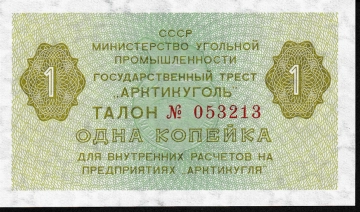 СССР
МИНИСТЕРСТВО УГОЛЬНОЙ
ПРОМЫШЛЕННОСТИ
ГОСУДАРСТВЕННЫЙ ТРЕСТ
„АРКТИКУГОЛЬ"
1 1
ТАЛОН № 053213
ОДНА КОПЕЙКА
ДЛЯ ВНУТРЕННИХ РАСЧЕТОВ НА
ПРЕДПРИЯТИЯХ „АРКТИКУГЛЯ"